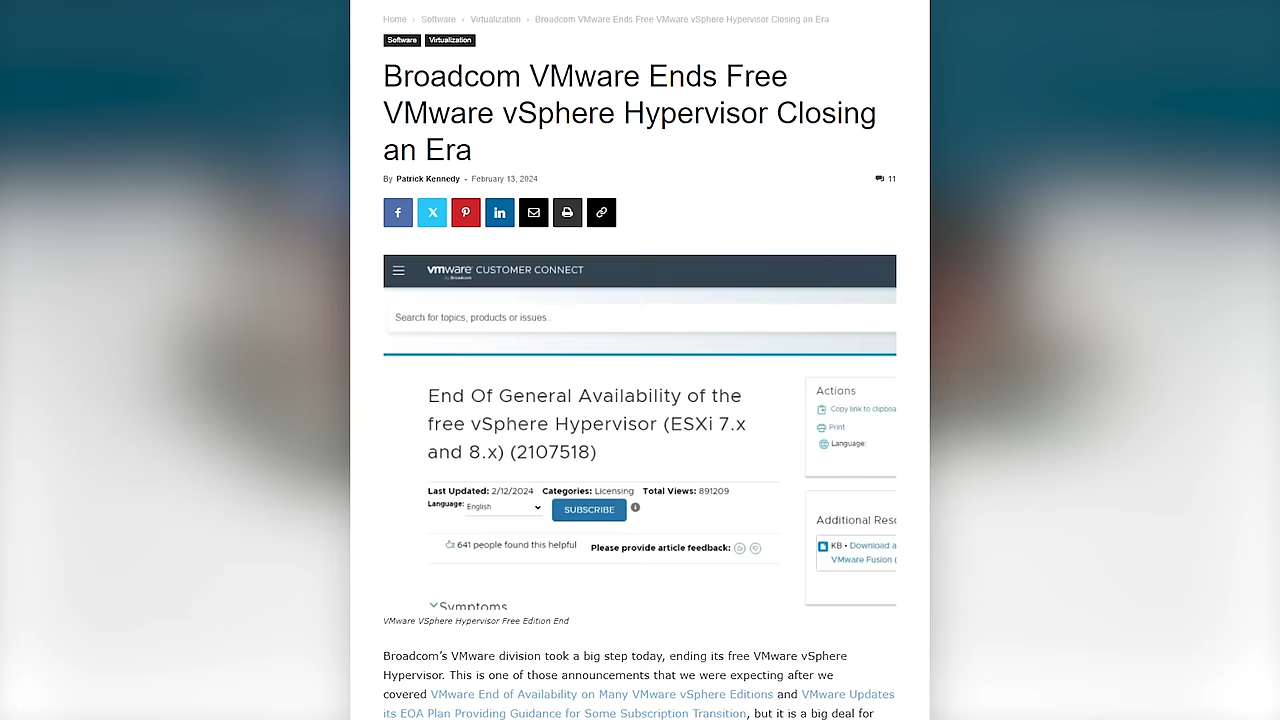 Home › Software › Virtualization › Broadcom VMware Ends Free VMware vSphere Hypervisor Closing an Era
Software Virtualization
Broadcom VMware Ends Free
VMware vSphere Hypervisor Closing
an Era
By Patrick Kennedy - February 13, 2024
11
vmware CUSTOMER CONNECT
by Broadcom
Search for topics, products or issues..
End Of General Availability of the
free vSphere Hypervisor (ESXi 7.x
and 8.x) (2107518)
Last Updated: 2/12/2024 Categories: Licensing Total Views: 891209
Language: English
SUBSCRIBE
641 people found this helpful
Please provide article feedback:
Symptoms
Actions
Copy link to clipboa
Print
Language:
Additional Reso
KB • Download a
VMware Fusion (
VMware VSphere Hypervisor Free Edition End
Broadcom’s VMware division took a big step today, ending its free VMware vSphere
Hypervisor. This is one of those announcements that we were expecting after we
covered VMware End of Availability on Many VMware vSphere Editions and VMware Updates
its EOA Plan Providing Guidance for Some Subscription Transition, but it is a big deal for